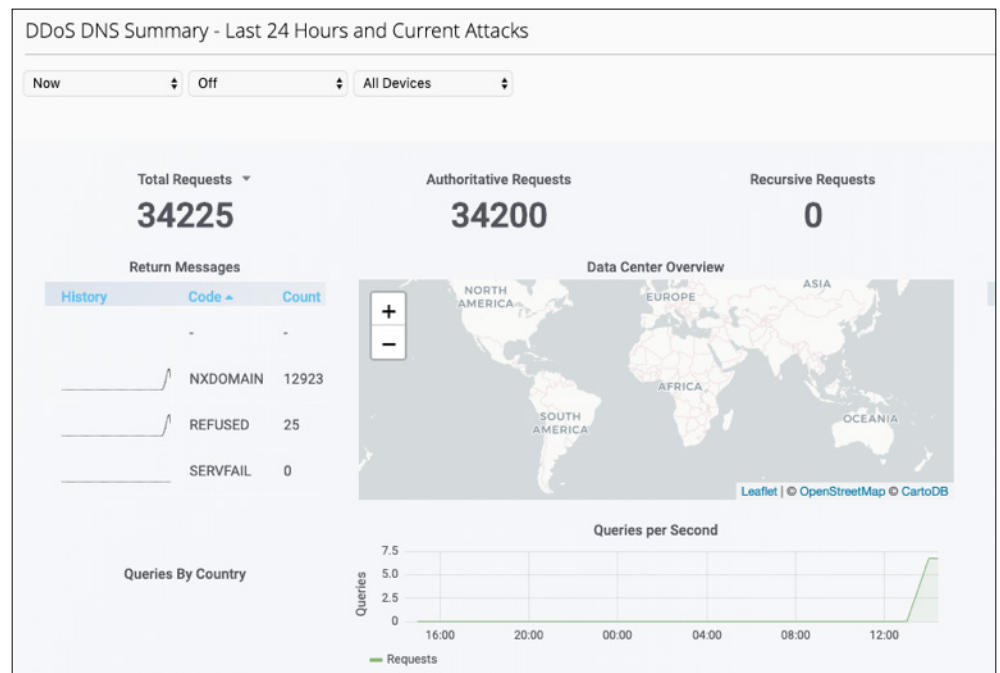 DDoS DNS Summary - Last 24 Hours and Current Attacks
Now Off All Devices
Total Requests
34225
Authoritative Requests
34200
Recursive Requests
0
Return Messages
History Code Count
- -
NXDOMAIN 12923
REFUSED 25
SERVFAIL 0
Data Center Overview
+
−
NORTH
AMERICA
EUROPE
ASIA
AFRICA
SOUTH
AMERICA
OCEANIA
Leaflet | © OpenStreetMap © CartoDB
Queries By Country
Queries per Second
Queries
7.5
5.0
2.5
0
16:00 20:00 00:00 04:00 08:00 12:00
Requests